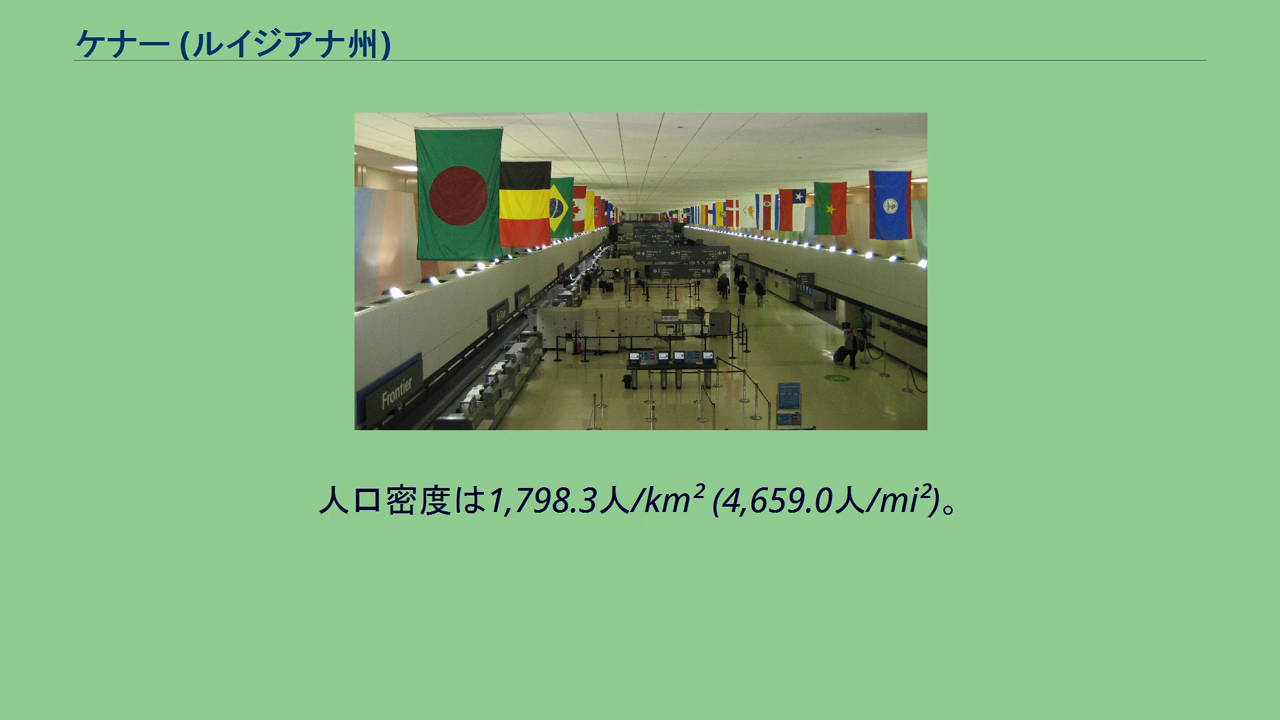 ケナー (ルイジアナ州)
Frontier
人口密度は1,798.3人/km² (4,659.0人/mi²)。